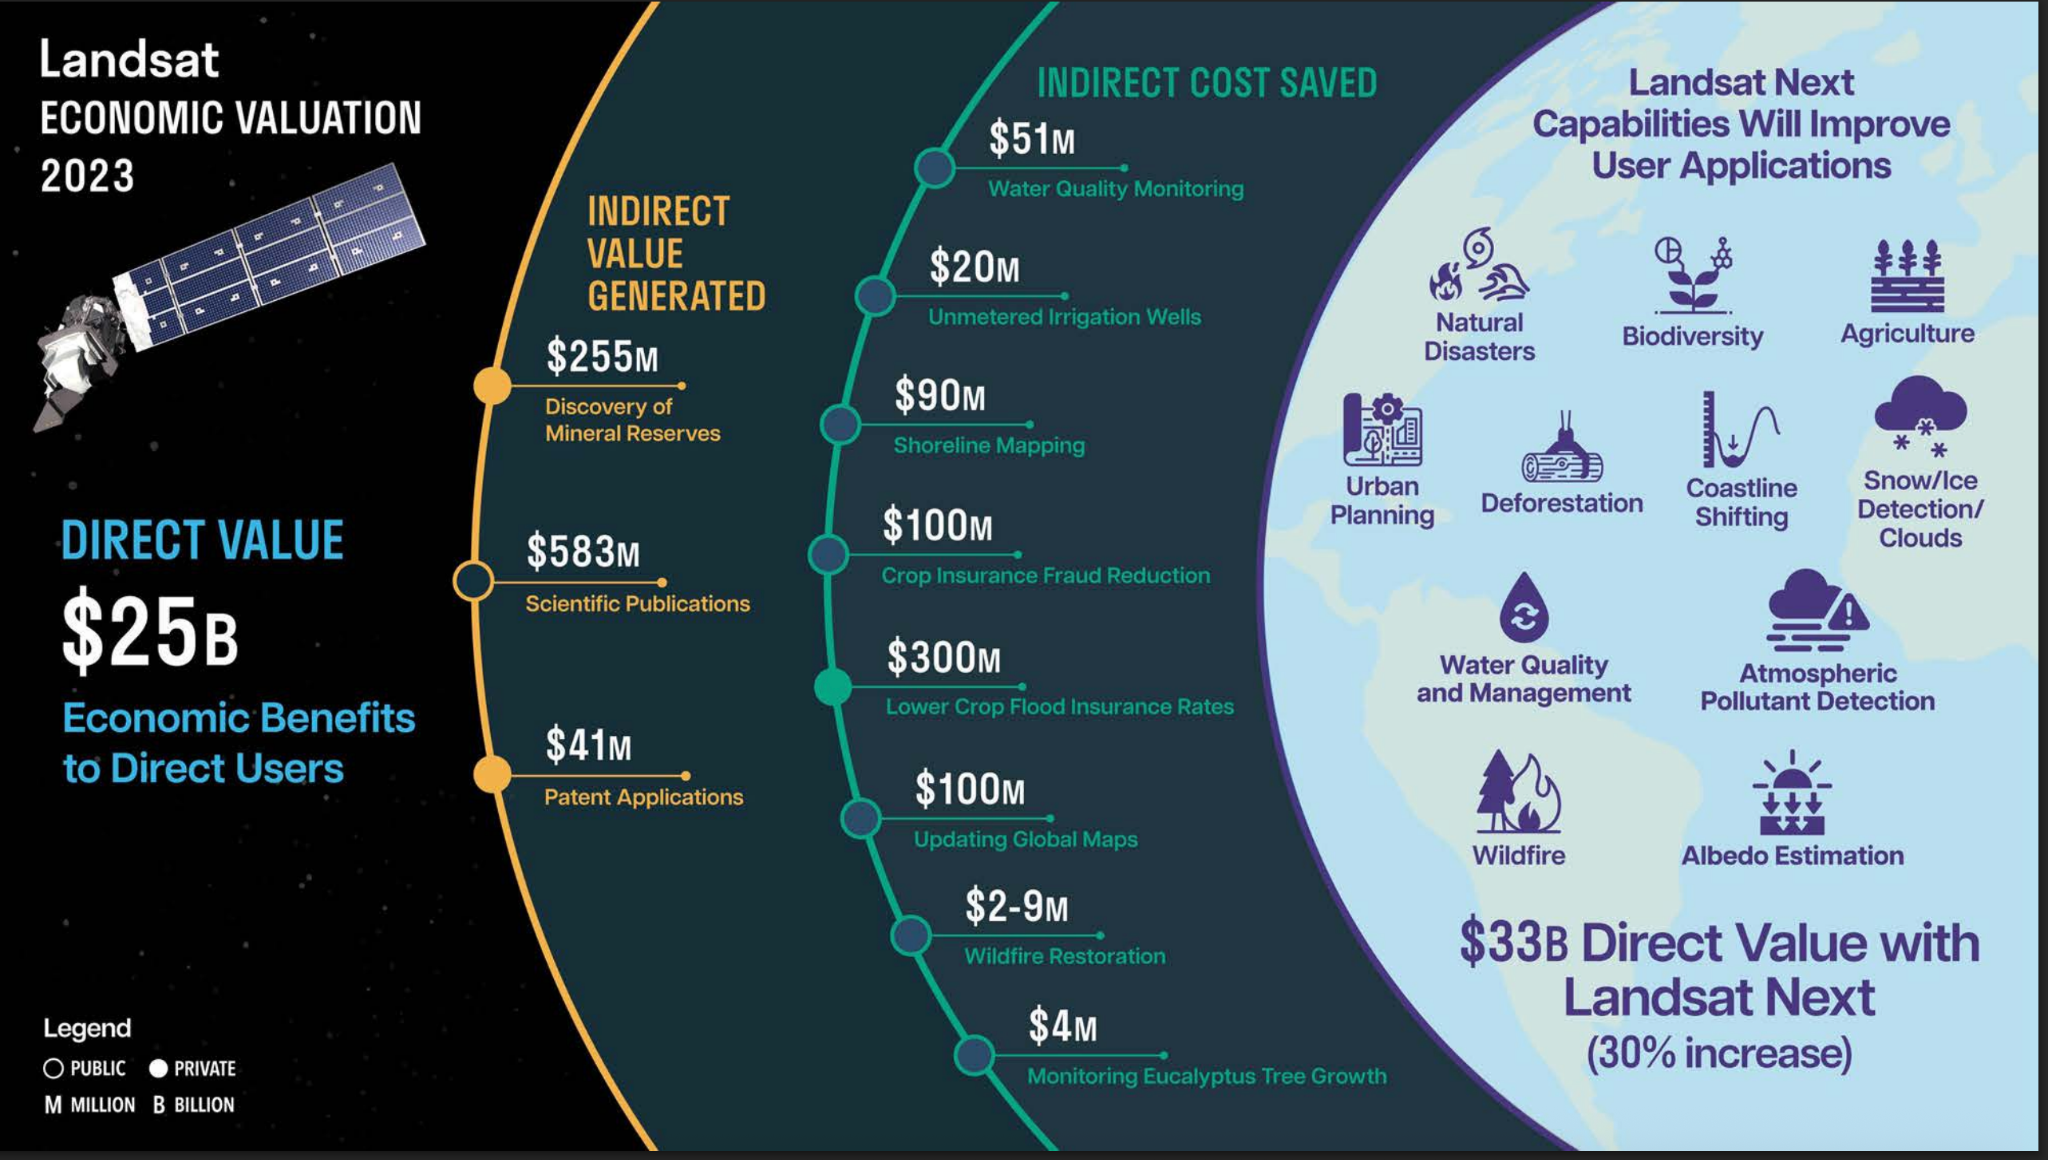 Landsat
ECONOMIC VALUATION
2023
DIRECT VALUE
$25B
Economic Benefits
to Direct Users
Legend
PUBLIC PRIVATE
M MILLION B BILLION
INDIRECT
VALUE
GENERATED
$255M
Discovery of
Mineral Reserves
$583M
Scientific Publications
$41M
Patent Applications
INDIRECT COST SAVED
$51M
Water Quality Monitoring
$20M
Unmetered Irrigation Wells
$90M
Shoreline Mapping
$100M
Crop Insurance Fraud Reduction
$300M
Lower Crop Flood Insurance Rates
$100M
Updating Global Maps
$2-9M
Wildfire Restoration
$4M
Monitoring Eucalyptus Tree Growth
Landsat Next
Capabilities Will Improve
User Applications
Natural
Disasters
Biodiversity
Agriculture
Urban
Planning
Deforestation
Coastline
Shifting
Snow/Ice
Detection/
Clouds
Water Quality
and Management
Atmospheric
Pollutant Detection
Wildfire
Albedo Estimation
$33B Direct Value with
Landsat Next
(30% increase)